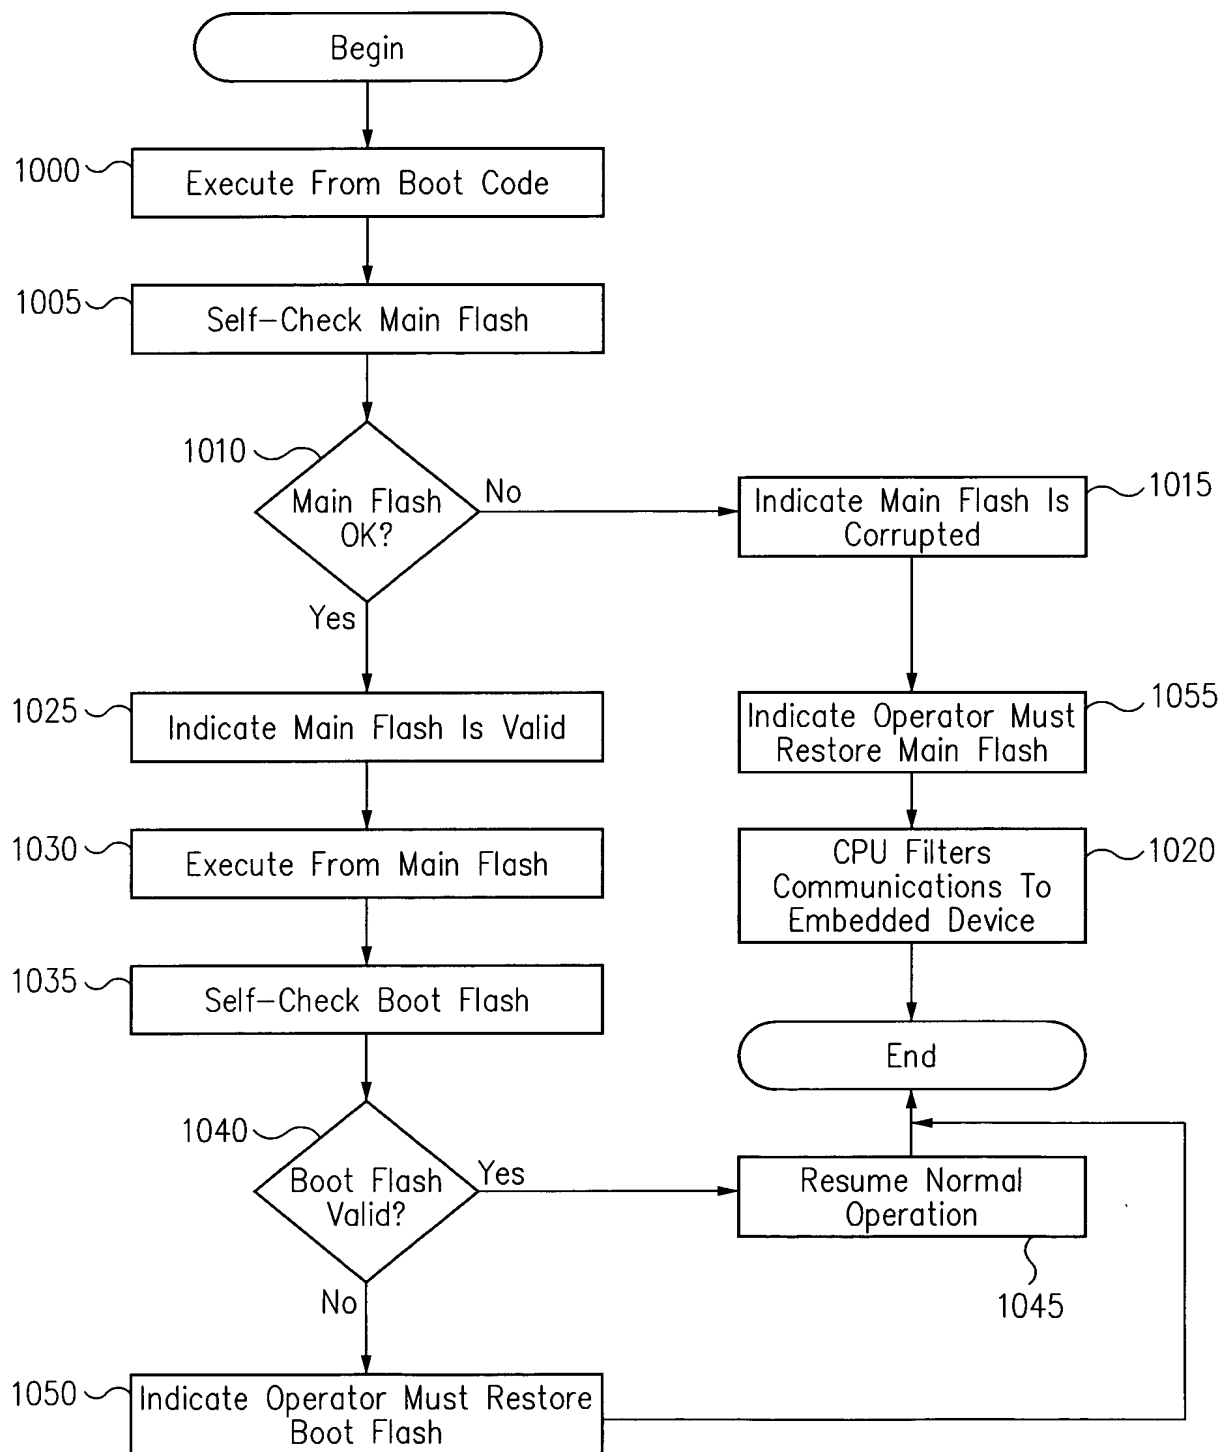 Begin
1000
Execute From Boot Code
1005
Self-Check Main Flash
1010
Main Flash
OK?
No
Yes
Indicate Main Flash Is
Corrupted
1015
1025
Indicate Main Flash Is Valid
Indicate Operator Must
Restore Main Flash
1055
1030
Execute From Main Flash
CPU Filters
Communications To
Embedded Device
1020
1035
Self-Check Boot Flash
End
1040
Boot Flash
Valid?
Yes
No
Resume Normal
Operation
1045
1050
Indicate Operator Must Restore
Boot Flash